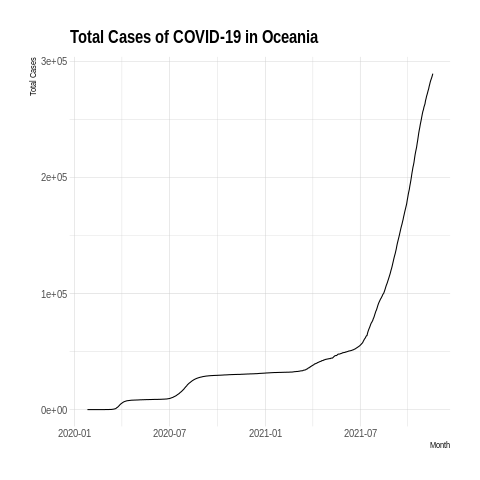 Total Cases of COVID-19 in Oceania
Total Cases
3e+05
2e+05
1e+05
0e+00
2020-01 2020-07 2021-01 2021-07
Month